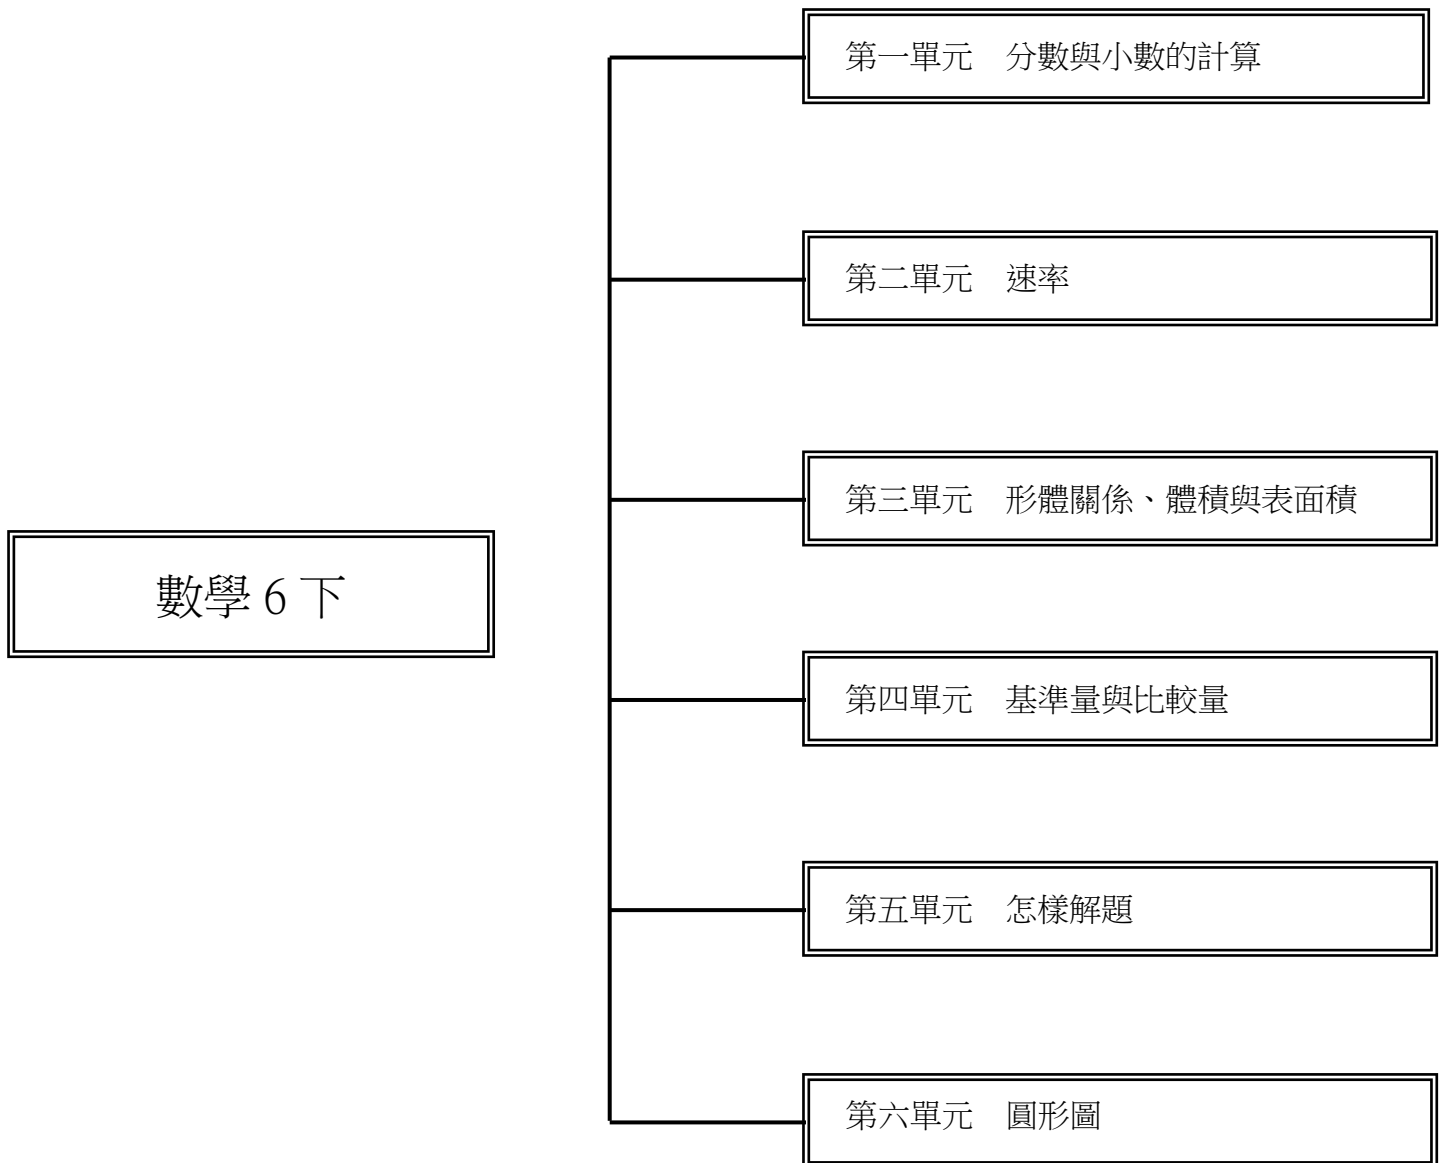 第一單元　分數與小數的計算
第二單元　速率
第三單元　形體關係、體積與表面積
數學 6 下
第四單元　基準量與比較量
第五單元　怎樣解題
第六單元　圓形圖